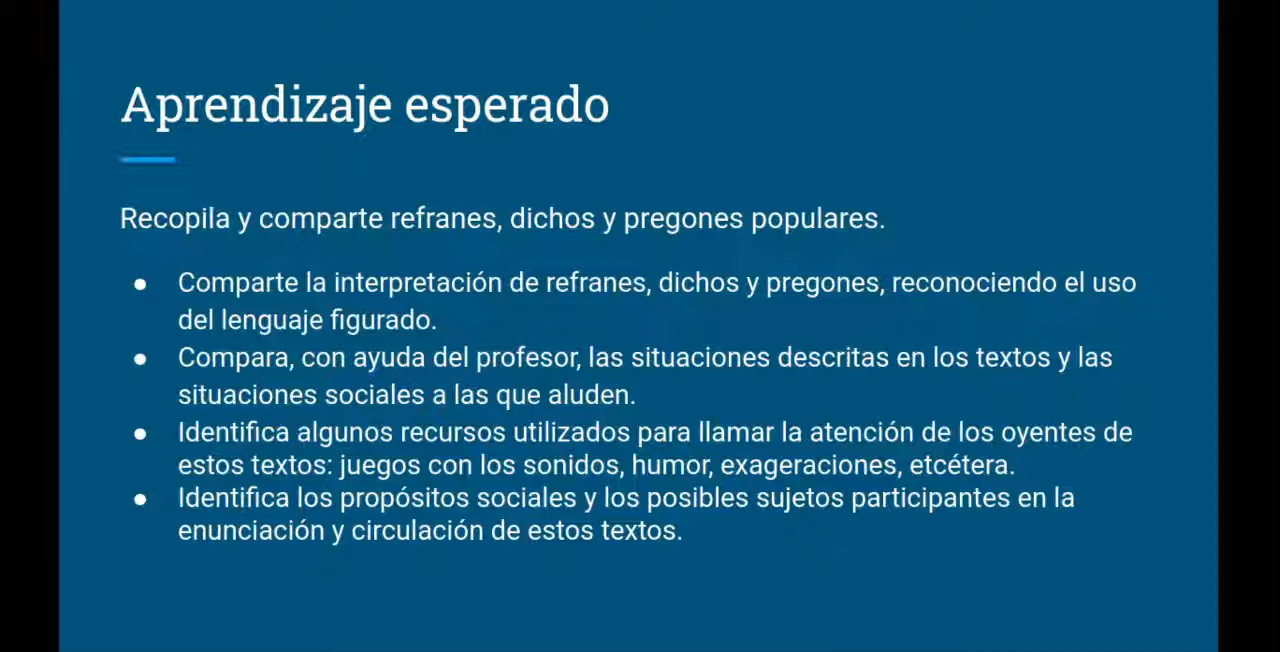 Aprendizaje esperado
Recopila y comparte refranes, dichos y pregones populares.
● Comparte la interpretación de refranes, dichos y pregones, reconociendo el uso
del lenguaje figurado.
● Compara, con ayuda del profesor, las situaciones descritas en los textos y las
situaciones sociales a las que aluden.
● Identifica algunos recursos utilizados para llamar la atención de los oyentes de
estos textos: juegos con los sonidos, humor, exageraciones, etcétera.
● Identifica los propósitos sociales y los posibles sujetos participantes en la
enunciación y circulación de estos textos.